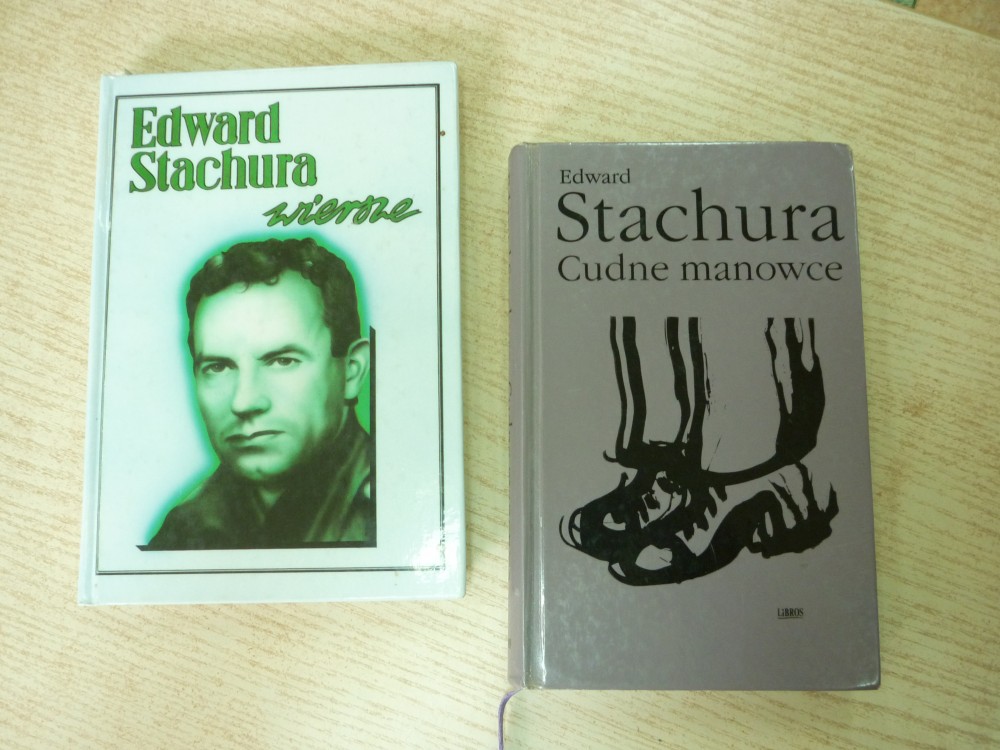 Edward
Stachura
wiersze
Edward
Stachura
Cudne manowce
LiBROS